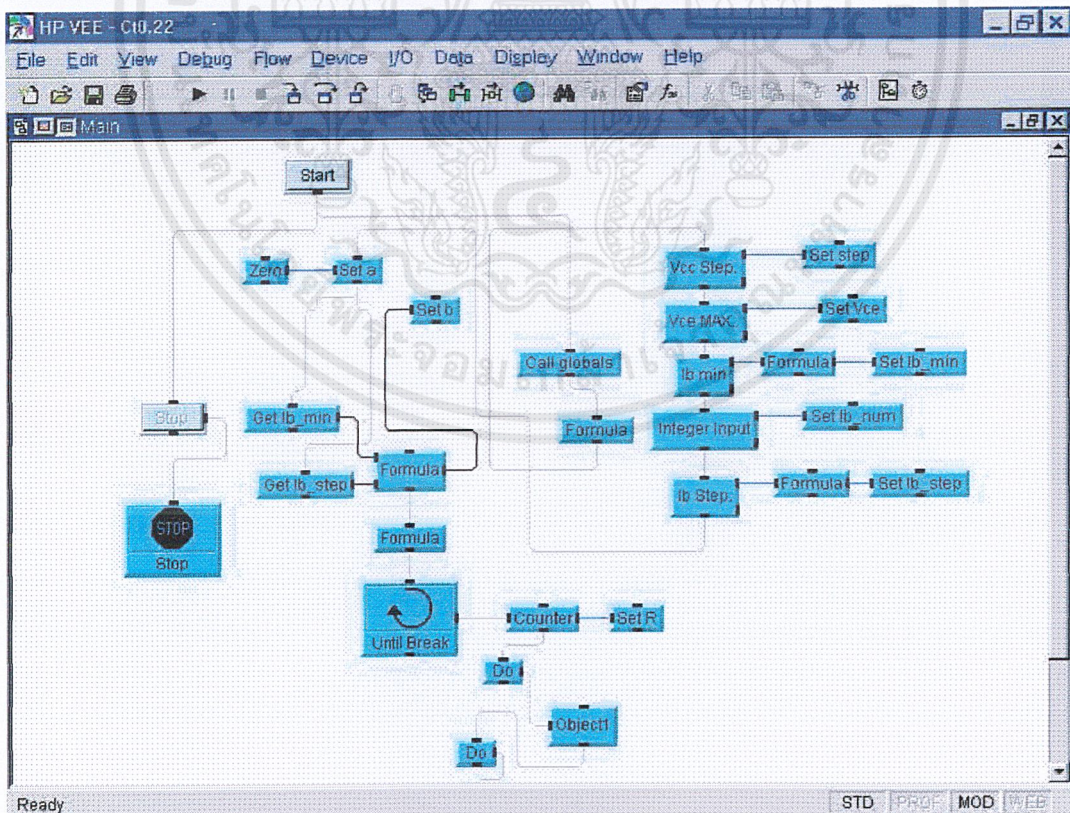 HP VEE - Ct0.22
File Edit View Debug Flow Device I/O Data Display Window Help
Main
Start
Zero
Set a
Set b
Vcc Step.
Set step
Vce MAX.
Set Vce
Call globals
Ib min
Formula
Set Ib_min
Stop
Get Ib_min
Formula
Integer Input
Set Ib_num
Get Ib_step
Formula
Ib Step.
Formula
Set Ib_step
STOP
Stop
Formula
Until Break
Counter
Set R
Do
Object1
Do
Ready
STD PROF MOD WEB